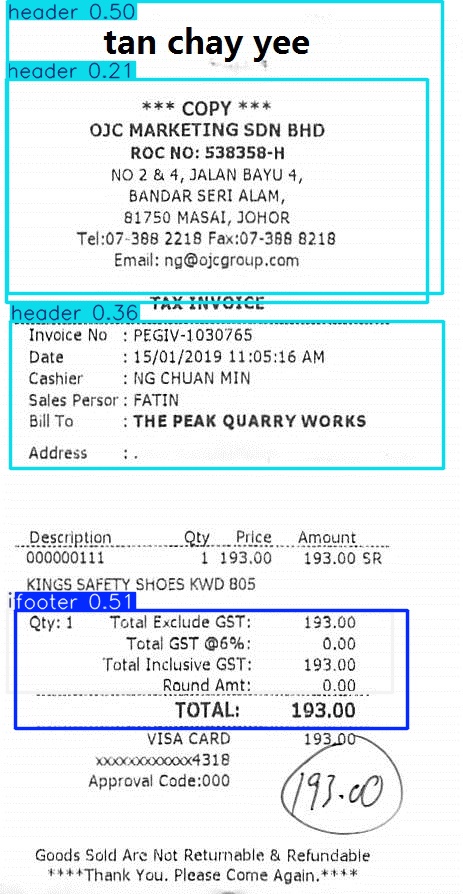 header 0.50
tan chay yee
header 0.21
*** COPY ***
OJC MARKETING SDN BHD
ROC NO: 538358-H
NO 2 & 4, JALAN BAYU 4,
BANDAR SERI ALAM,
81750 MASAI, JOHOR
Tel:07-388 2218 Fax:07-388 8218
Email: ng@ojcgroup.com
TAX INVOICE
header 0.36
Invoice No : PEGIV-1030765
Date : 15/01/2019 11:05:16 AM
Cashier : NG CHUAN MIN
Sales Persor : FATIN
Bill To : THE PEAK QUARRY WORKS
Address : .
Description Qty Price Amount
000000111 1 193.00 193.00 SR
KINGS SAFETY SHOES KWD 805
footer 0.51
Qty: 1 Total Exclude GST: 193.00
Total GST @6%: 0.00
Total Inclusive GST: 193.00
Round Amt: 0.00
TOTAL: 193.00
VISA CARD 193.00
xxxxxxxxxxxx4318
Approval Code:000
193.00
Goods Sold Are Not Returnable & Refundable
****Thank You. Please Come Again.****